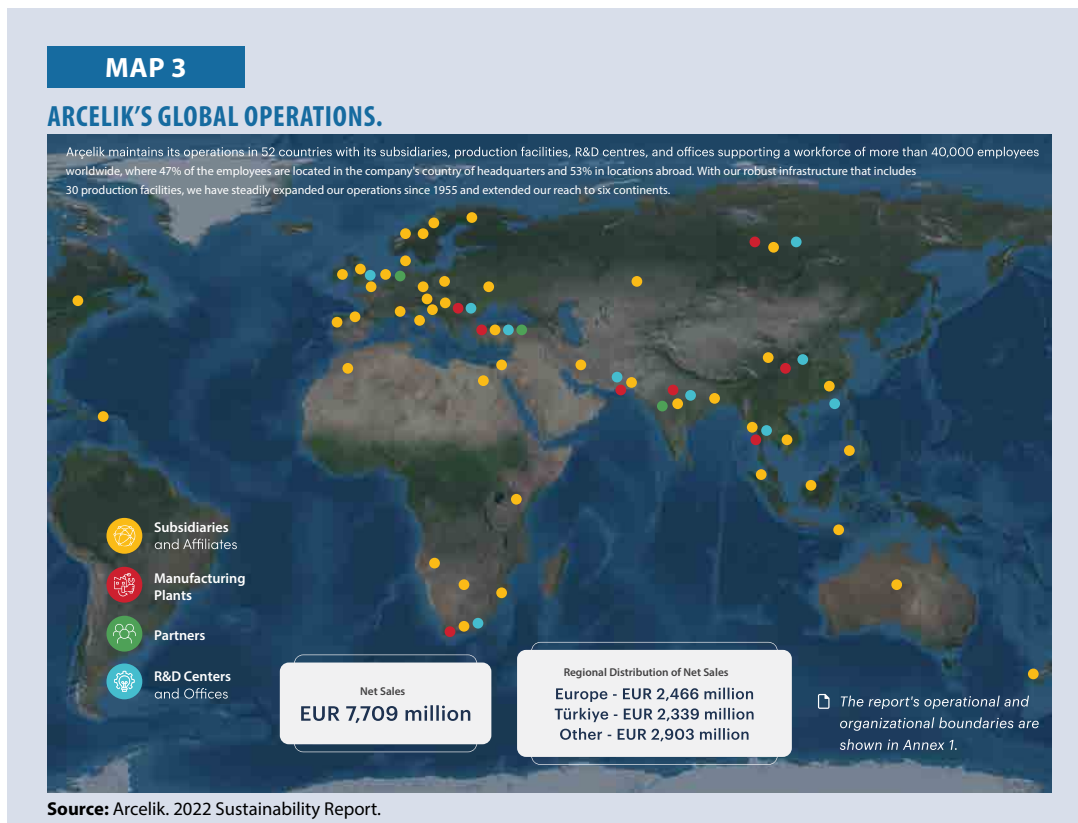 MAP 3
ARCELIK'S GLOBAL OPERATIONS.
Arçelik maintains its operations in 52 countries with its subsidiaries, production facilities, R&D centres, and offices supporting a workforce of more than 40,000 employees
worldwide, where 47% of the employees are located in the company's country of headquarters and 53% in locations abroad. With our robust infrastructure that includes
30 production facilities, we have steadily expanded our operations since 1955 and extended our reach to six continents.
Subsidiaries
and Affiliates
Manufacturing
Plants
Partners
R&D Centers
and Offices
Net Sales
EUR 7,709 million
Regional Distribution of Net Sales
Europe - EUR 2,466 million
Türkiye - EUR 2,339 million
Other - EUR 2,903 million
The report's operational and
organizational boundaries are
shown in Annex 1.
Source: Arcelik. 2022 Sustainability Report.